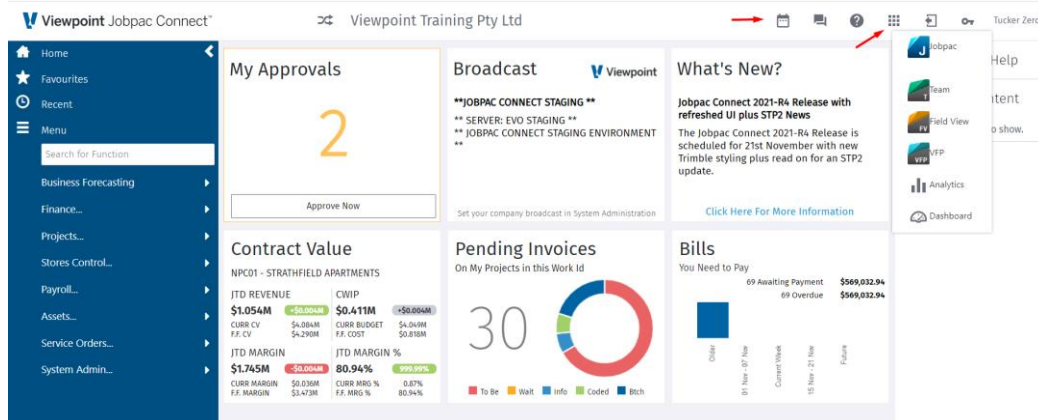 Viewpoint Jobpac Connect™
Viewpoint Training Pty Ltd
Tucker Zero
Home
Favourites
Recent
Menu
Search for Function
Business Forecasting
Finance...
Projects...
Stores Control...
Payroll...
Assets...
Service Orders...
System Admin...
My Approvals
2
Approve Now
Broadcast
Viewpoint
**JOBPAC CONNECT STAGING **
** SERVER: EVO STAGING **
** JOBPAC CONNECT STAGING ENVIRONMENT
**
Set your company broadcast in System Administration
What's New?
Jobpac Connect 2021-R4 Release with
refreshed UI plus STP2 News
The Jobpac Connect 2021-R4 Release is
scheduled for 21st November with new
Trimble styling plus read on for an STP2
update.
Click Here For More Information
J Jobpac
T Team
FV Field View
VFP VFP
Analytics
Dashboard
Help
ntent
o show.
Contract Value
NPC01 - STRATHFIELD APARTMENTS
JTD REVENUE CWIP
$1.054M +$0.004M $0.411M +$0.004M
CURR CV $4.084M CURR BUDGET $4.049M
F.F. CV $4.290M F.F. COST $0.818M
JTD MARGIN JTD MARGIN %
$1.745M -$0.004M 80.94% 999.99%
CURR MARGIN $0.036M CURR MRG % 0.87%
F.F. MARGIN $3.473M F.F. MRG % 80.94%
Pending Invoices
On My Projects in this Work Id
30
To Be Wait Info Coded Btch
Bills
You Need to Pay
69 Awaiting Payment $569,032.94
69 Overdue $569,032.94
Older
01 Nov - 07 Nov
Current Week
15 Nov - 21 Nov
Future